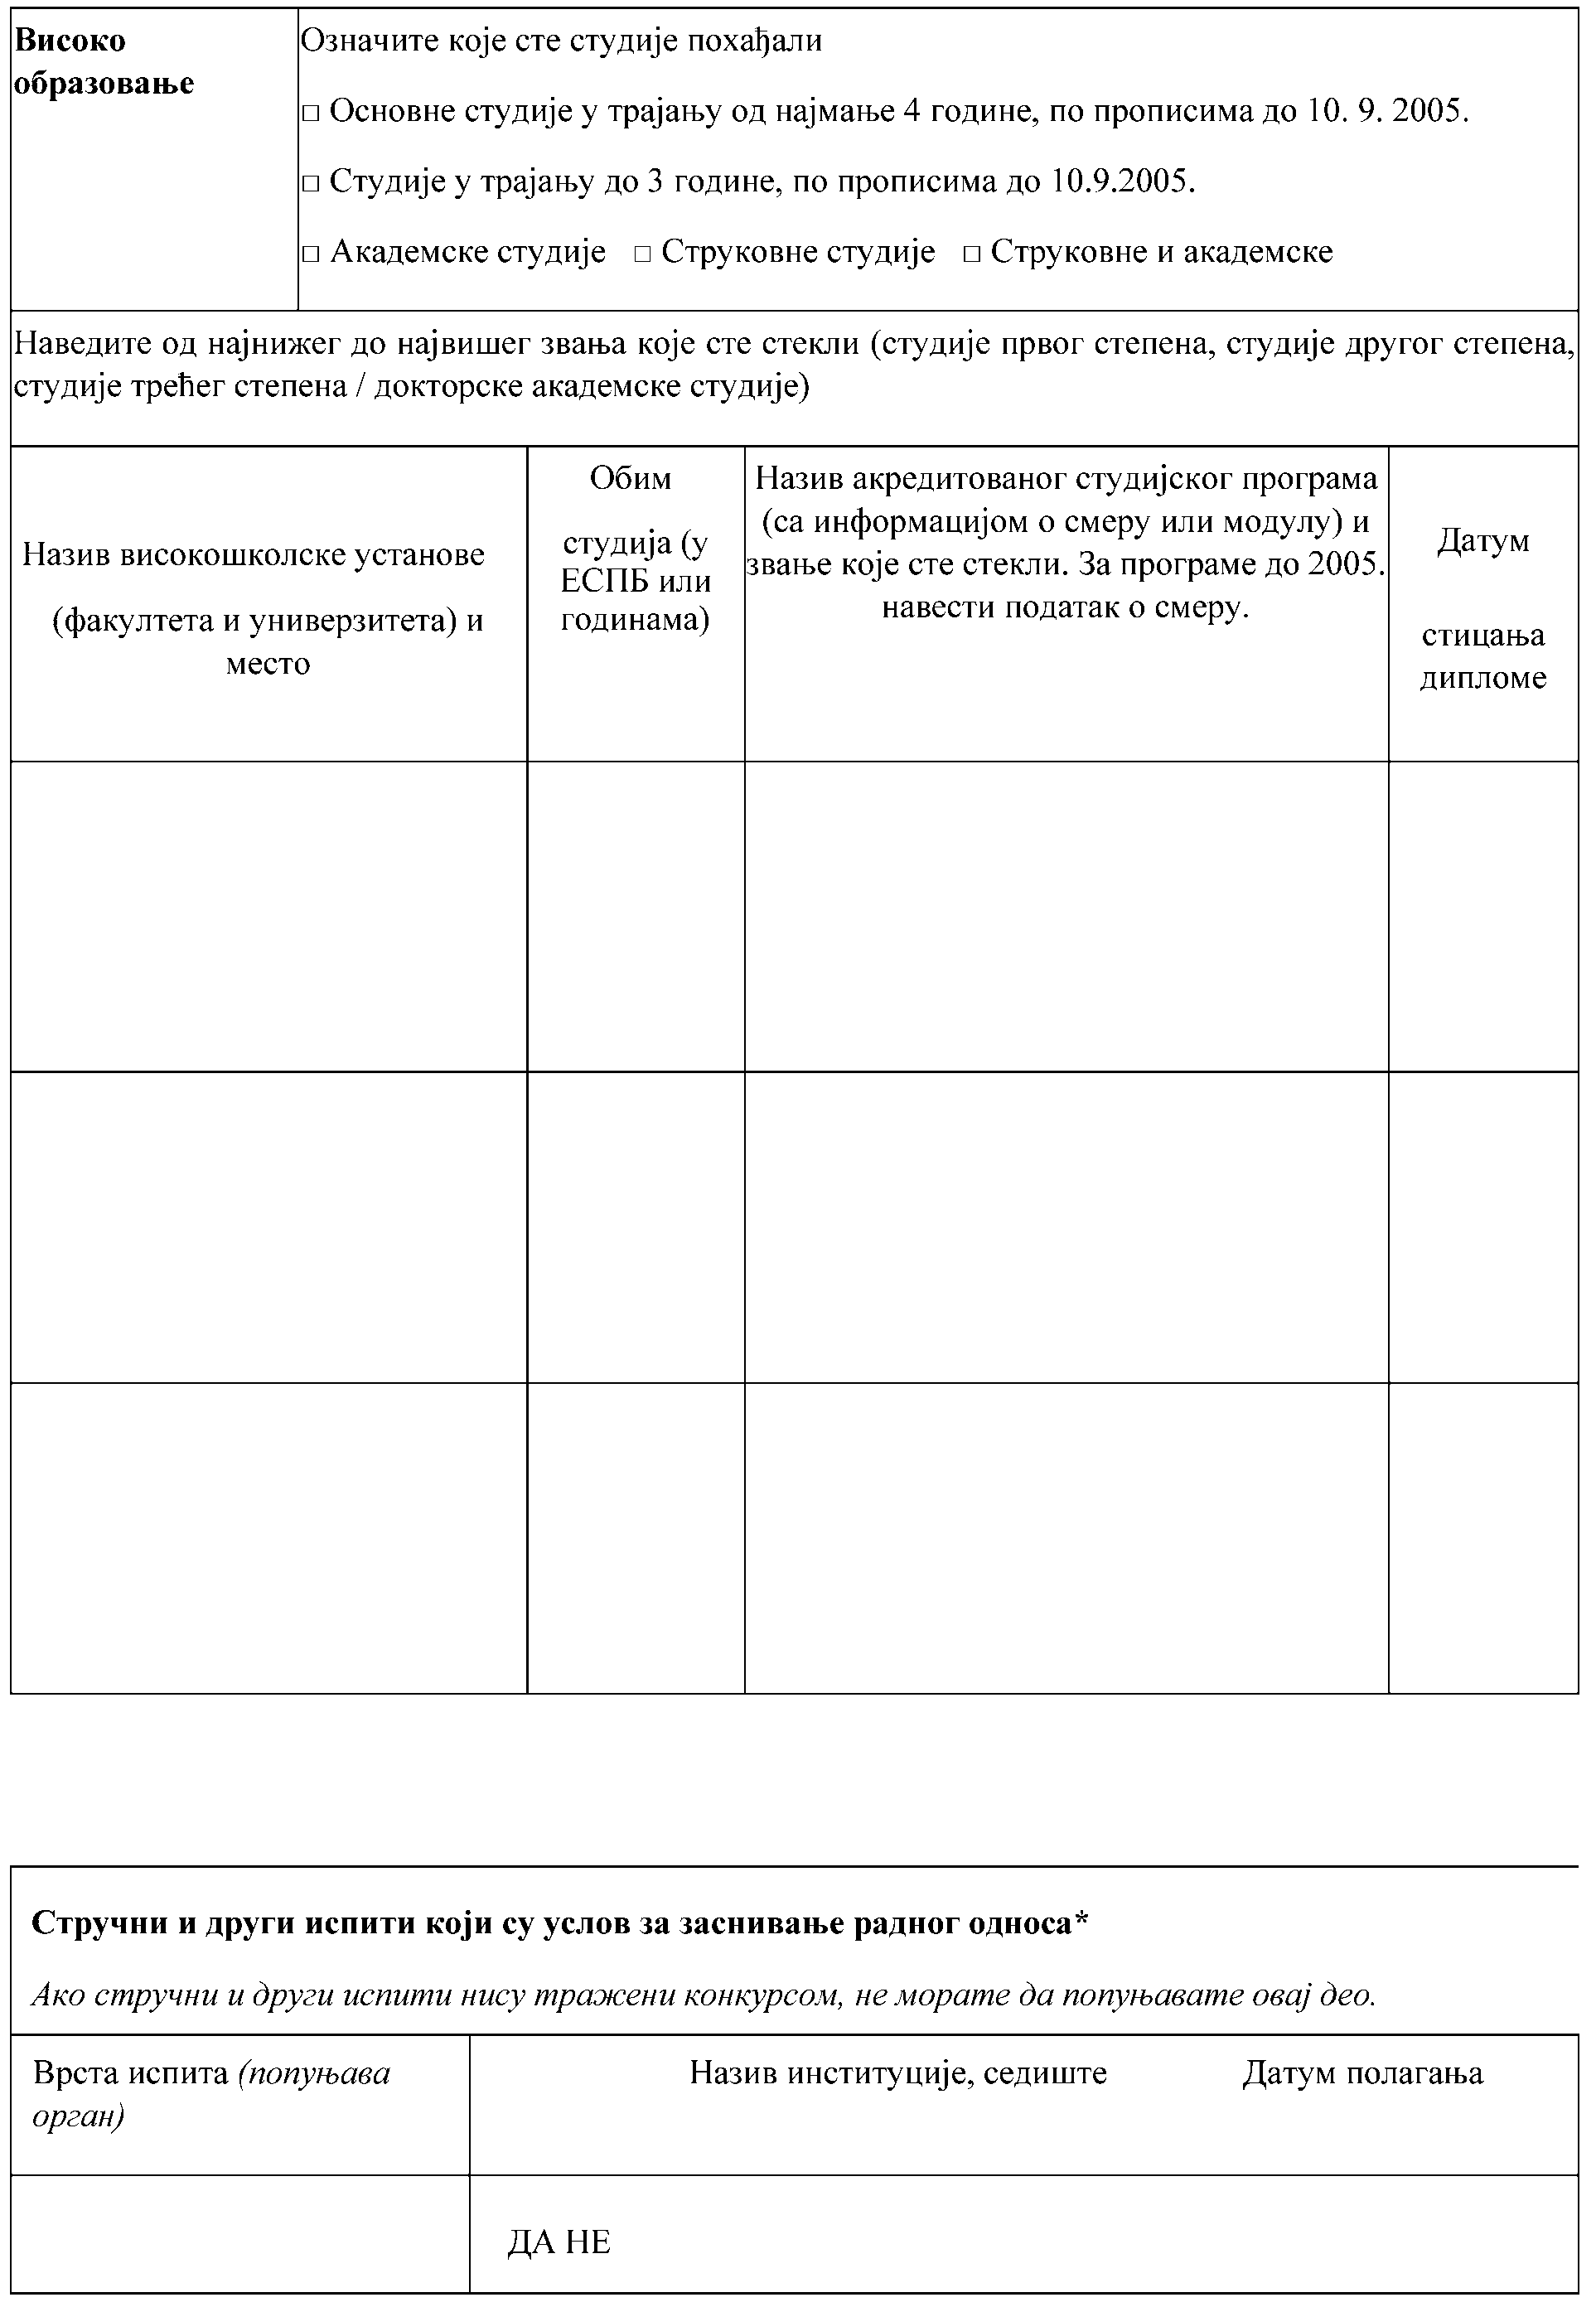 Високо
образовање
Означите које сте студије похађали
□ Основне студије у трајању од најмање 4 године, по прописима до 10. 9. 2005.
□ Студије у трајању до 3 године, по прописима до 10.9.2005.
□ Академске студије □ Струковне студије □ Струковне и академске
Наведите од најнижег до највишег звања које сте стекли (студије првог степена, студије другог степена,
студије трећег степена / докторске академске студије)
Назив високошколске установе
(факултета и универзитета) и
место
Обим
студија (у
ЕСПБ или
годинама)
Назив акредитованог студијског програма
(са информацијом о смеру или модулу) и
звање које сте стекли. За програме до 2005.
навести податак о смеру.
Датум
стицања
дипломе
Стручни и други испити који су услов за заснивање радног односа*
Ако стручни и други испити нису тражени конкурсом, не морате да попуњавате овај део.
Врста испита (попуњава
орган)
Назив институције, седиште
Датум полагања
ДА НЕ